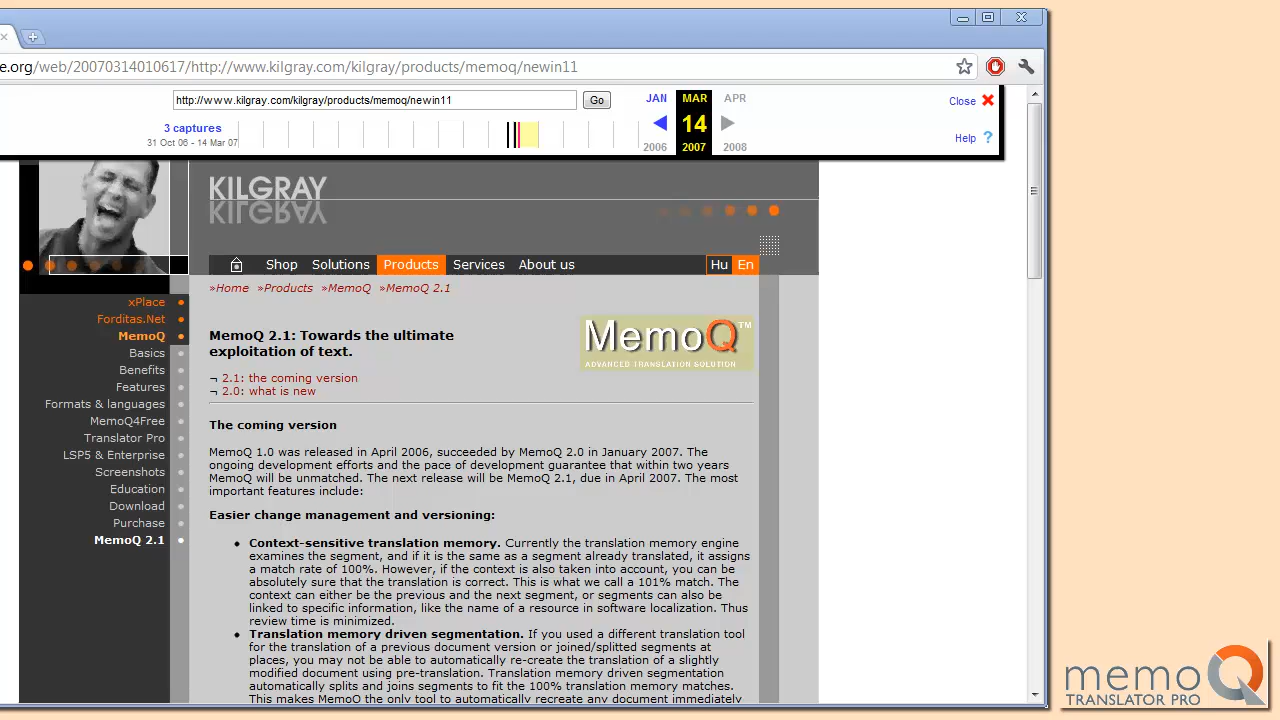 e.org/web/20070314010617/http://www.kilgray.com/kilgray/products/memoq/newin11
http://www.kilgray.com/kilgray/products/memoq/newin11
Go
JAN
MAR
APR
Close
3 captures
14
31 Oct 06 - 14 Mar 07
2006
2007
2008
Help
KILGRAY
Shop
Solutions
Products
Services
About us
Hu
En
»Home »Products »MemoQ »MemoQ 2.1
xPlace
Forditas.Net
MemoQ
Basics
Benefits
Features
Formats & languages
MemoQ4Free
Translator Pro
LSP5 & Enterprise
Screenshots
Education
Download
Purchase
MemoQ 2.1
MemoQ 2.1: Towards the ultimate
exploitation of text.
MemoQ™
ADVANCED TRANSLATION SOLUTION
¬ 2.1: the coming version
¬ 2.0: what is new
The coming version
MemoQ 1.0 was released in April 2006, succeeded by MemoQ 2.0 in January 2007. The
ongoing development efforts and the pace of development guarantee that within two years
MemoQ will be unmatched. The next release will be MemoQ 2.1, due in April 2007. The most
important features include:
Easier change management and versioning:
• Context-sensitive translation memory. Currently the translation memory engine
examines the segment, and if it is the same as a segment already translated, it assigns
a match rate of 100%. However, if the context is also taken into account, you can be
absolutely sure that the translation is correct. This is what we call a 101% match. The
context can either be the previous and the next segment, or segments can also be
linked to specific information, like the name of a resource in software localization. Thus
review time is minimized.
• Translation memory driven segmentation. If you used a different translation tool
for the translation of a previous document version or joined/splitted segments at
places, you may not be able to automatically re-create the translation of a slightly
modified document using pre-translation. Translation memory driven segmentation
automatically splits and joins segments to fit the 100% translation memory matches.
This makes MemoQ the only tool to automatically recreate any document immediately
memoQ
TRANSLATOR PRO